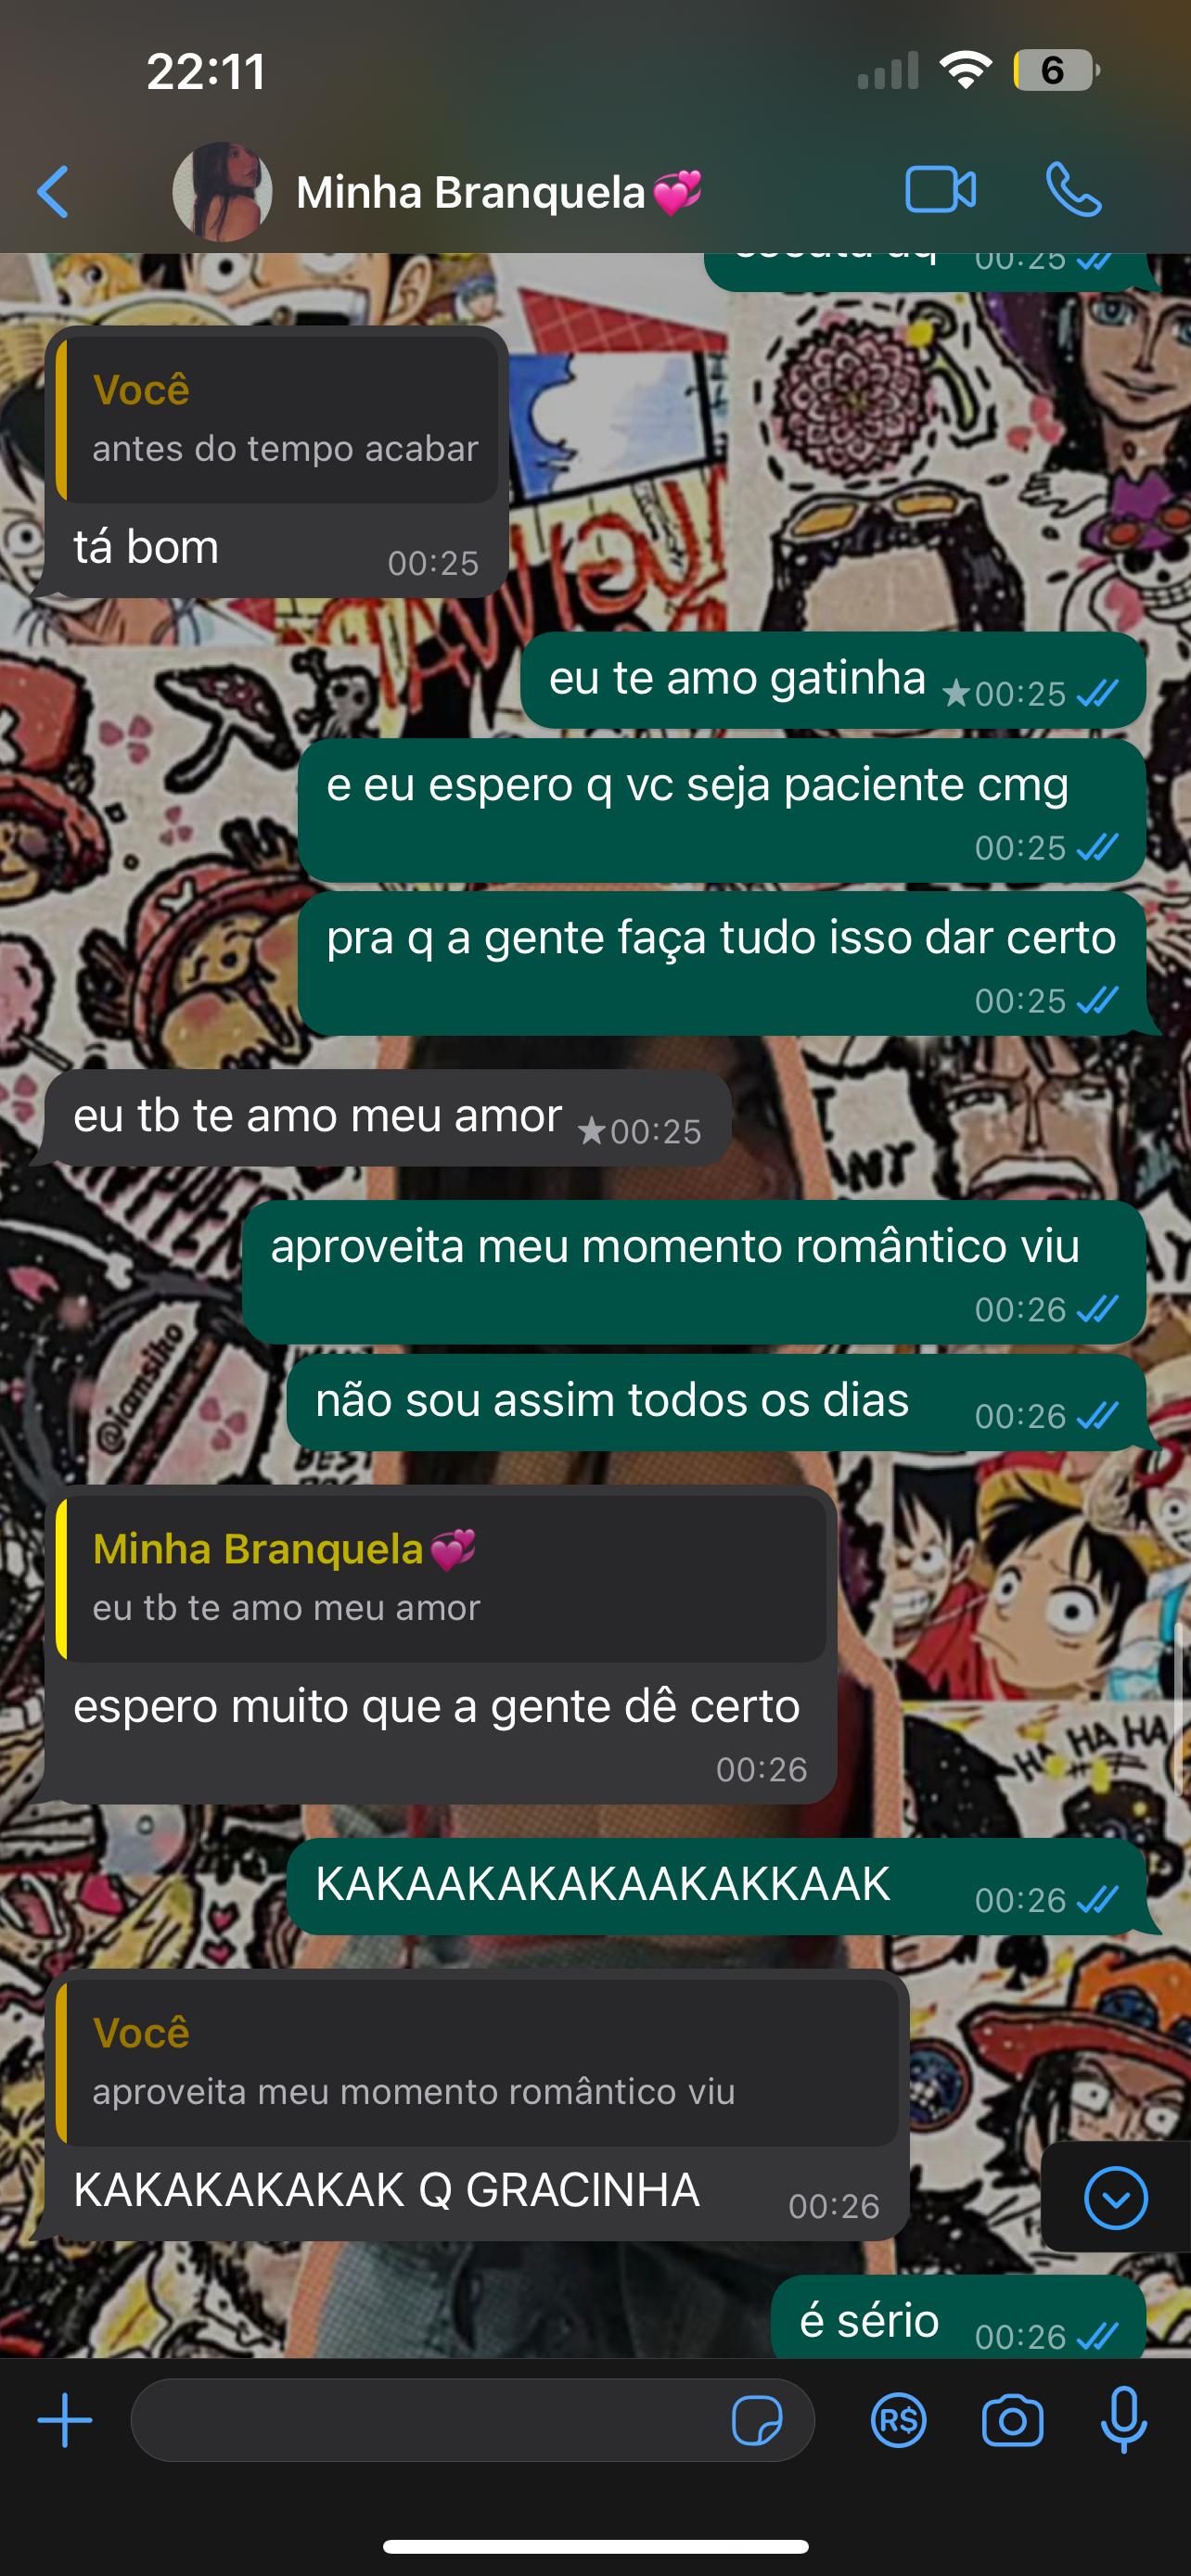 22:11
6
Minha Branquela💞
00:25
Você
antes do tempo acabar
tá bom
00:25
eu te amo gatinha
00:25
e eu espero q vc seja paciente cmg
00:25
pra q a gente faça tudo isso dar certo
00:25
eu tb te amo meu amor
00:25
aproveita meu momento romântico viu
00:26
@iansiho
não sou assim todos os dias
00:26
BEST
Minha Branquela💞
eu tb te amo meu amor
espero muito que a gente dê certo
00:26
HA HA HA
KAKAAKAKAKAAKAKKAAK
00:26
Você
aproveita meu momento romântico viu
KAKAKAKAKAK Q GRACINHA
00:26
é sério
00:26
R$